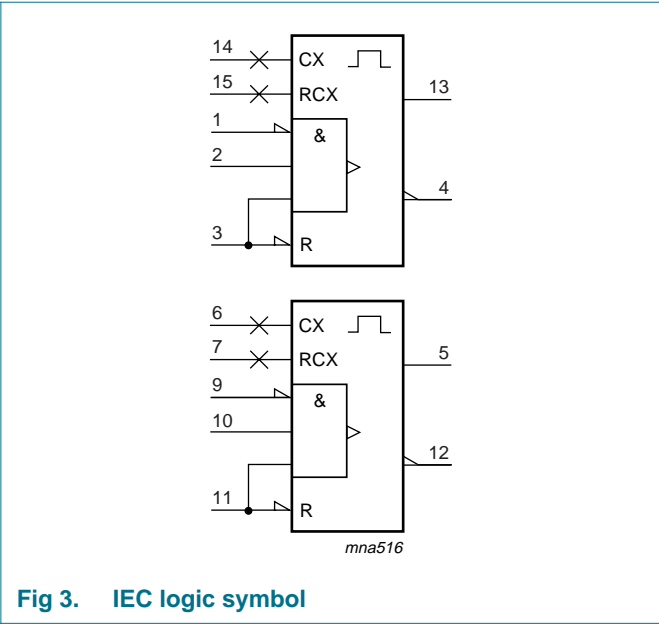 14 CX
15 RCX 13
1 &
2
4
3 R
6 CX
7 RCX 5
9 &
10
12
11 R
mna516
Fig 3. IEC logic symbol